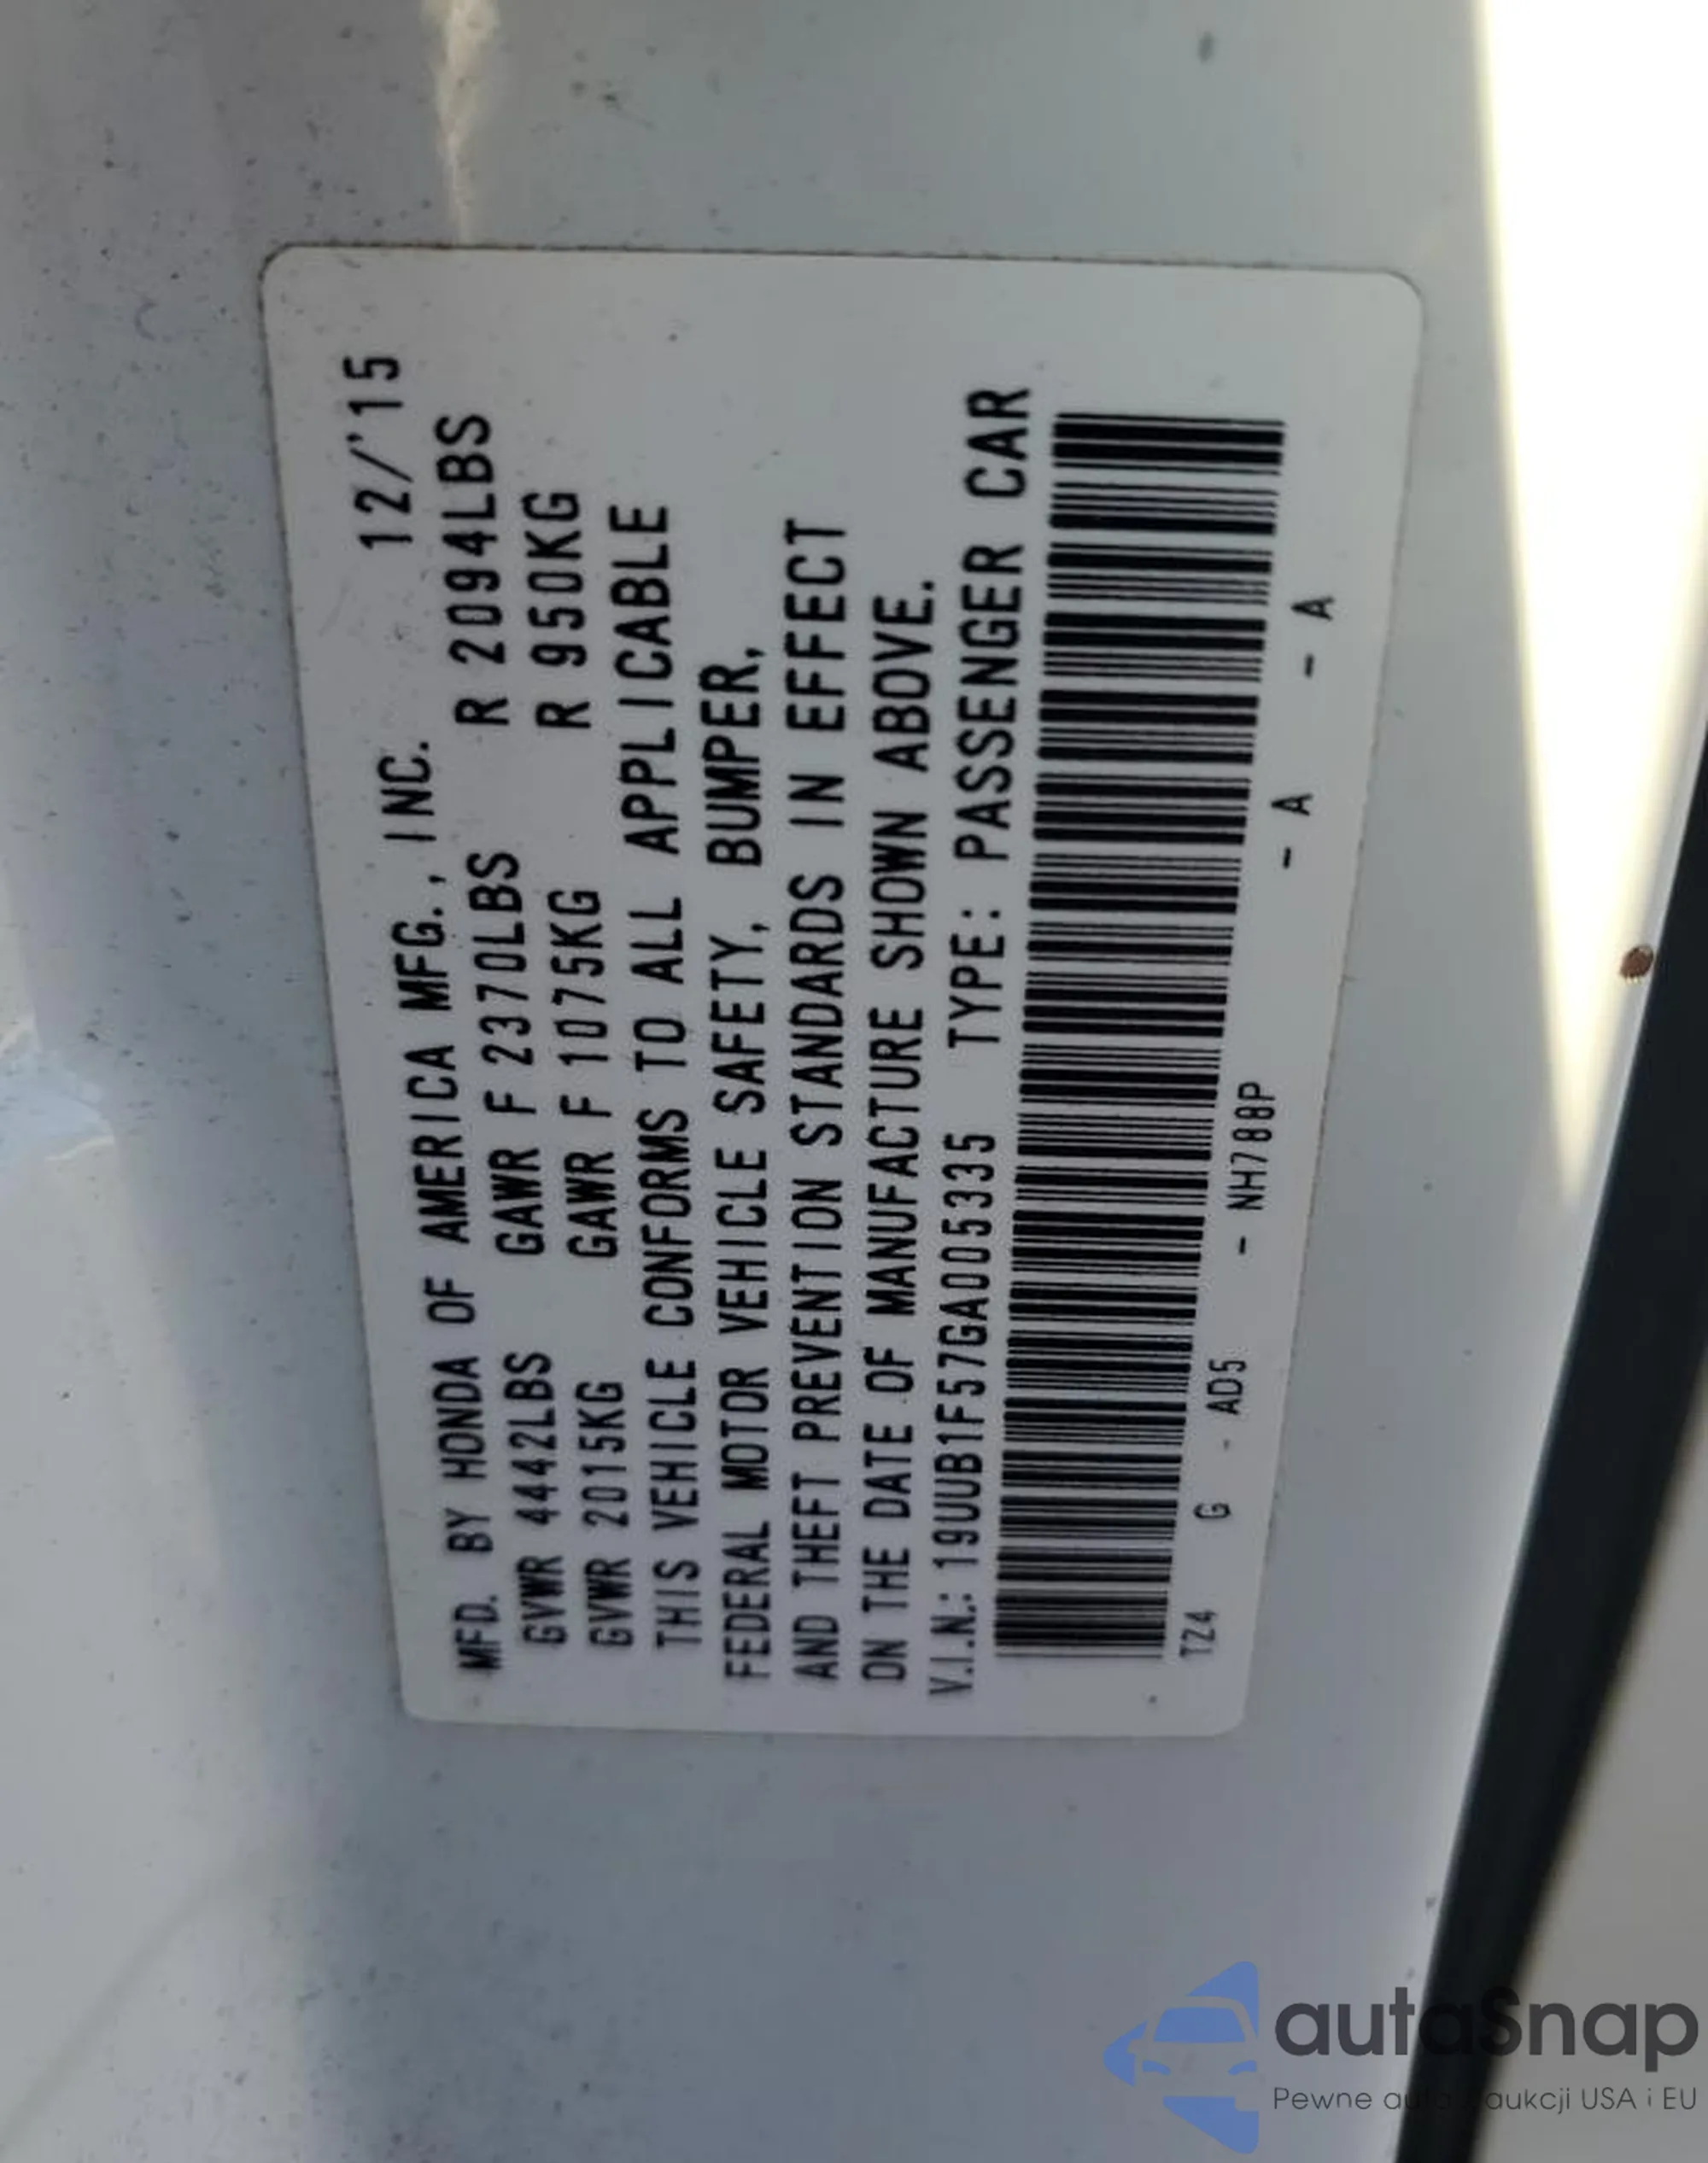 MFD. BY HONDA OF AMERICA MFG., INC. 12/'15
GVWR 4442LBS GAWR F 2370LBS R 2094LBS
GVWR 2015KG GAWR F 1075KG R 950KG
THIS VEHICLE CONFORMS TO ALL APPLICABLE
FEDERAL MOTOR VEHICLE SAFETY, BUMPER,
AND THEFT PREVENTION STANDARDS IN EFFECT
ON THE DATE OF MANUFACTURE SHOWN ABOVE.
V.I.N.: 19UUB1F57GA005335 TYPE: PASSENGER CAR
TZ4 G - AD5 - NH788P - A - A
autaSnap
Pewne auta aukcji USA i EU